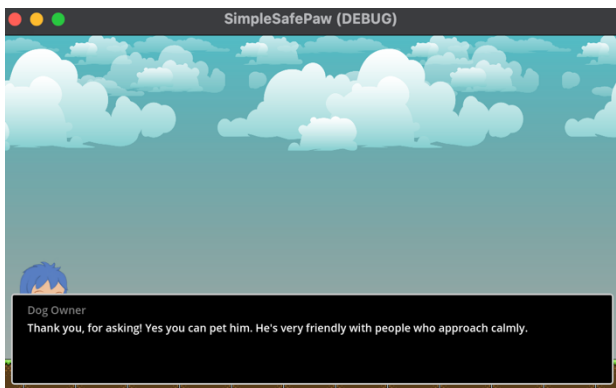 SimpleSafePaw (DEBUG)
Dog Owner
Thank you, for asking! Yes you can pet him. He's very friendly with people who approach calmly.